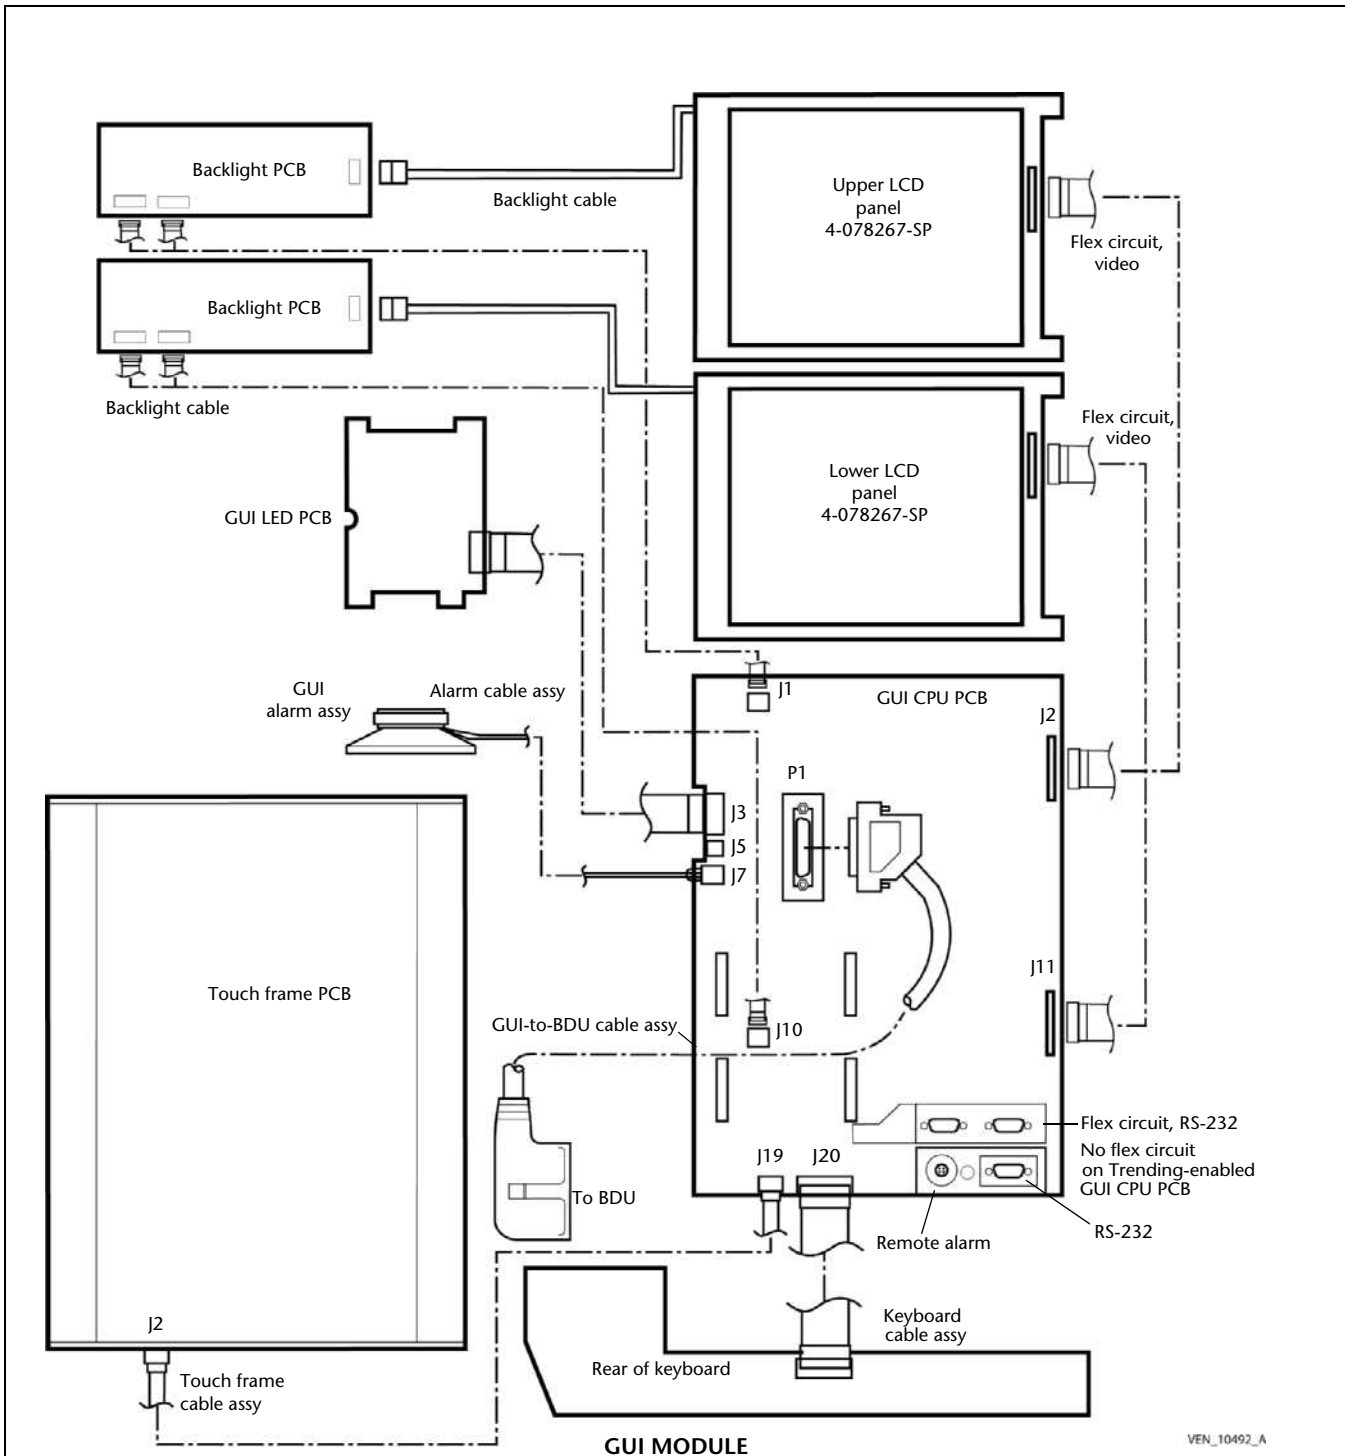 Backlight PCB
Backlight cable
Upper LCD
panel
4-078267-SP
Flex circuit,
video
Backlight PCB
Backlight cable
Lower LCD
panel
4-078267-SP
Flex circuit,
video
GUI LED PCB
GUI
alarm assy
Alarm cable assy
J1
GUI CPU PCB
J2
P1
J3
J5
J7
Touch frame PCB
J11
GUI-to-BDU cable assy
J10
Flex circuit, RS-232
No flex circuit
on Trending-enabled
GUI CPU PCB
J19
J20
To BDU
Remote alarm
RS-232
J2
Touch frame
cable assy
Keyboard
cable assy
Rear of keyboard
GUI MODULE
VEN_10492_A